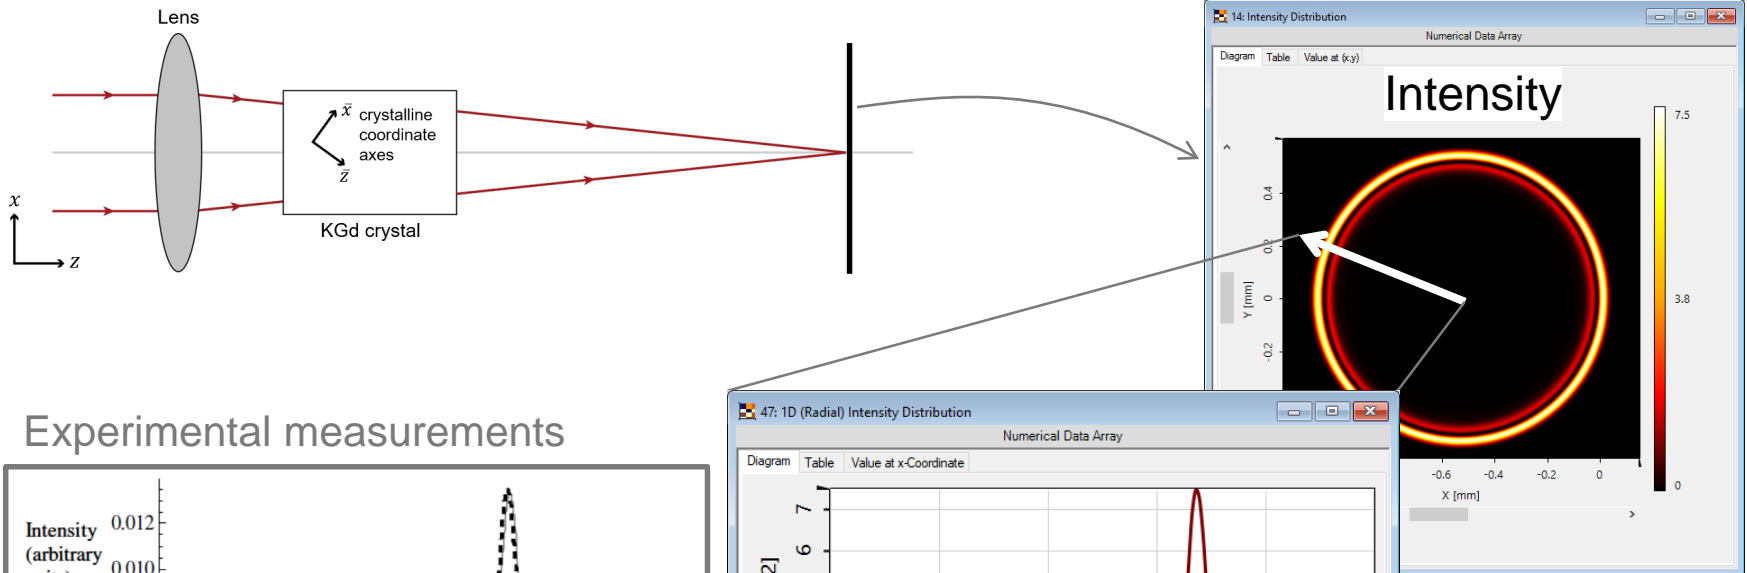 Lens
x̄ crystalline
coordinate
axes
z̄
KGd crystal
x
z
14: Intensity Distribution
Numerical Data Array
Diagram Table Value at (x,y)
Intensity
7.5
3.8
0
0.4
0.2
0
-0.2
Y [mm]
-0.6 -0.4 -0.2 0
X [mm]
Experimental measurements
Intensity
(arbitrary
0.012
0.010
47: 1D (Radial) Intensity Distribution
Numerical Data Array
Diagram Table Value at x-Coordinate
7
6
2]